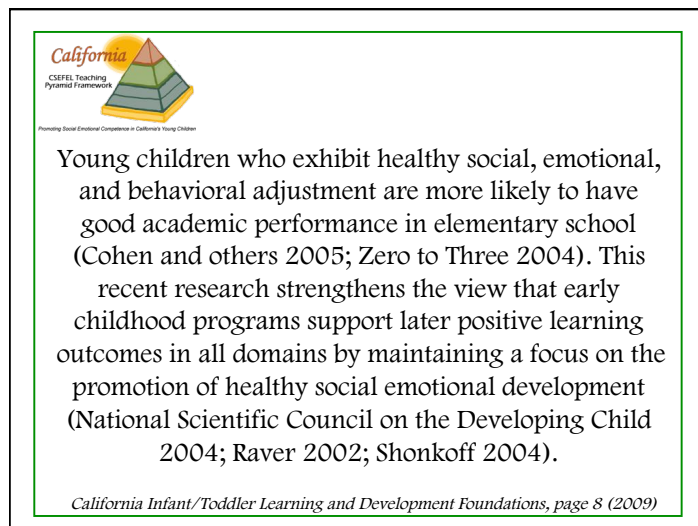 California
CSEFEL Teaching
Pyramid Framework
Promoting Social Emotional Competence in California's Young Children
Young children who exhibit healthy social, emotional,
and behavioral adjustment are more likely to have
good academic performance in elementary school
(Cohen and others 2005; Zero to Three 2004). This
recent research strengthens the view that early
childhood programs support later positive learning
outcomes in all domains by maintaining a focus on the
promotion of healthy social emotional development
(National Scientific Council on the Developing Child
2004; Raver 2002; Shonkoff 2004).
California Infant/Toddler Learning and Development Foundations, page 8 (2009)